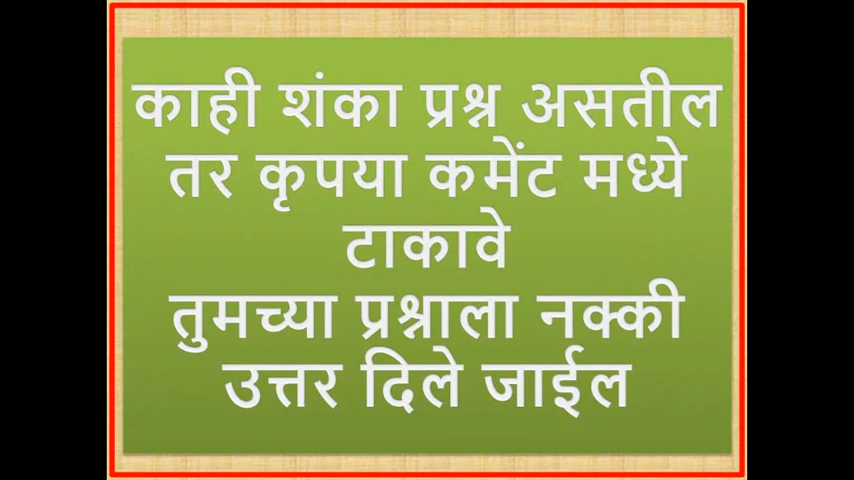 काही शंका प्रश्न असतील
तर कृपया कमेंट मध्ये
टाकावे
तुमच्या प्रश्नाला नक्की
उत्तर दिले जाईल